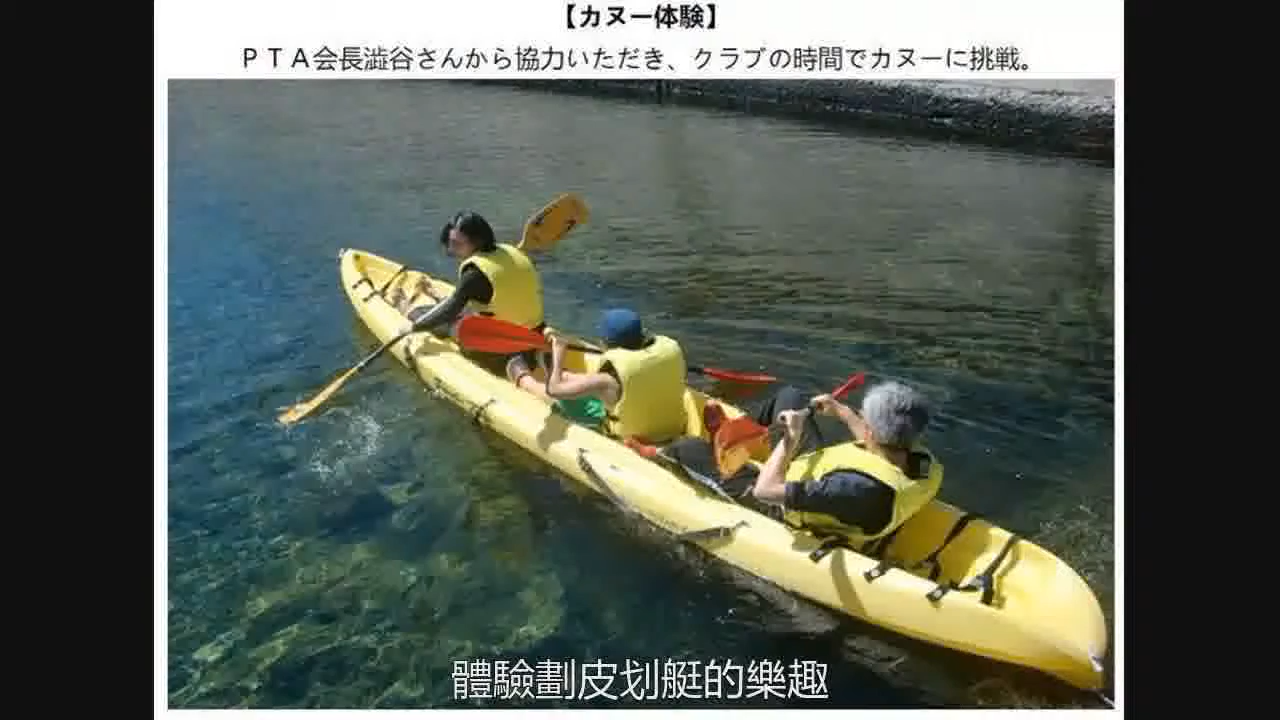 【カヌー体験】
ＰＴＡ会長澁谷さんから協力いただき、クラブの時間でカヌーに挑戦。
體驗劃皮划艇的樂趣